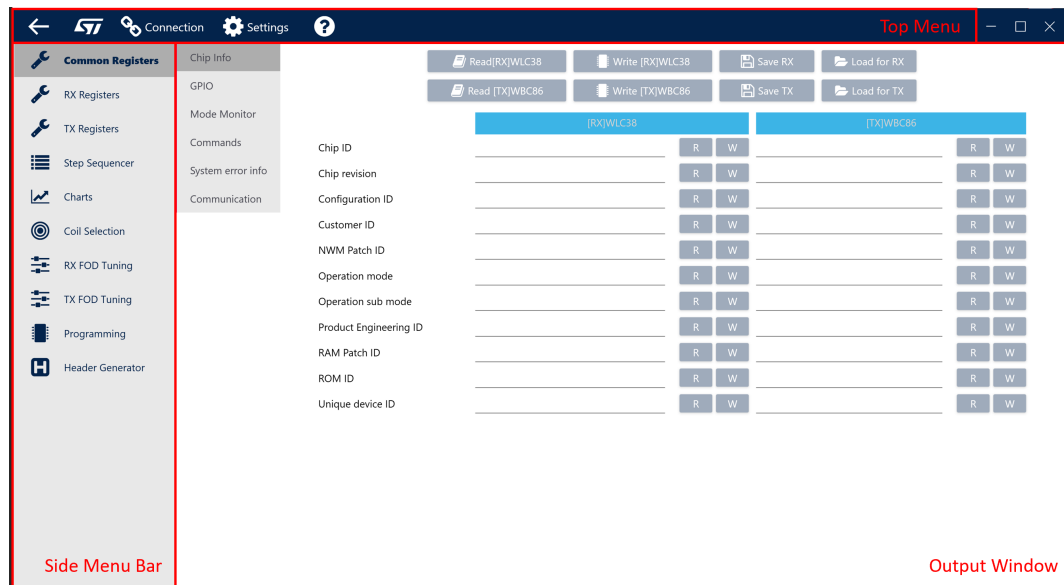 Connection Settings ? Top Menu
Common Registers
RX Registers
TX Registers
Step Sequencer
Charts
Coil Selection
RX FOD Tuning
TX FOD Tuning
Programming
H Header Generator
Side Menu Bar
Chip Info
GPIO
Mode Monitor
Commands
System error info
Communication
Read[RX]WLC38 Write [RX]WLC38 Save RX Load for RX
Read [TX]WBC86 Write [TX]WBC86 Save TX Load for TX
[RX]WLC38 [TX]WBC86
Chip ID R W R W
Chip revision R W R W
Configuration ID R W R W
Customer ID R W R W
NWM Patch ID R W R W
Operation mode R W R W
Operation sub mode R W R W
Product Engineering ID R W R W
RAM Patch ID R W R W
ROM ID R W R W
Unique device ID R W R W
Output Window